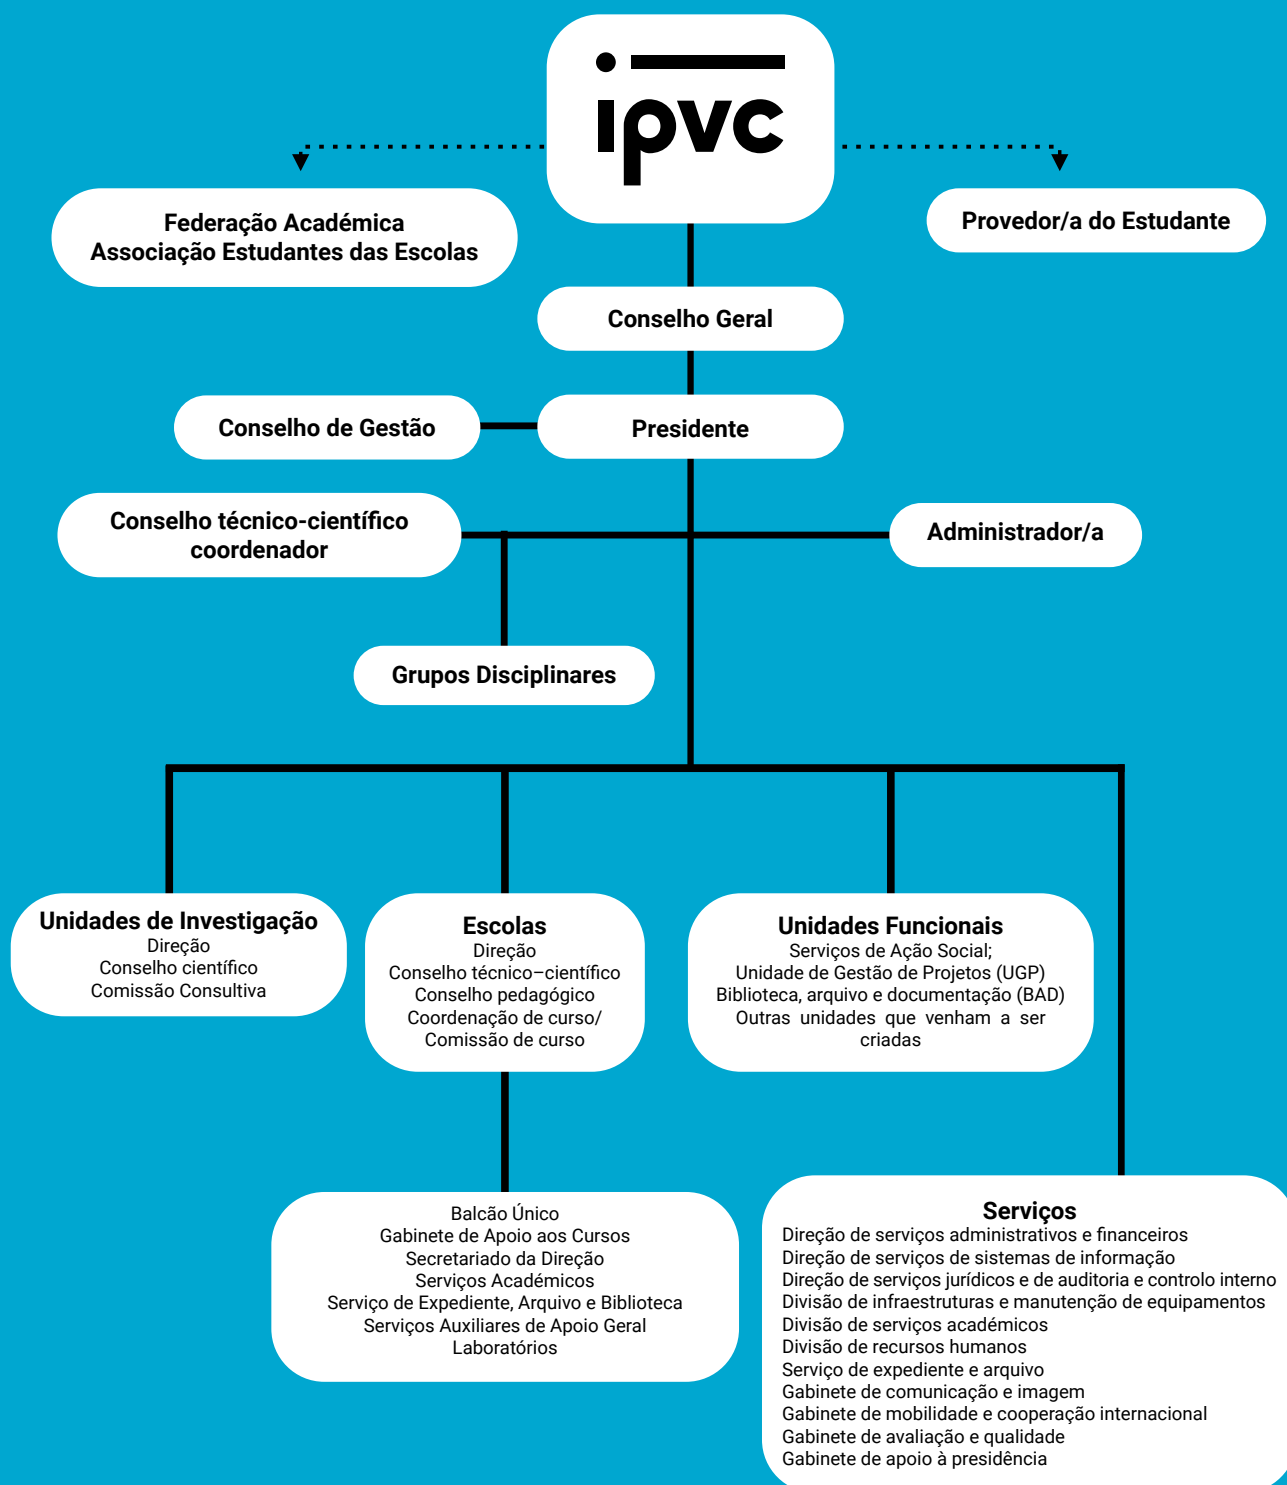 ipvc
Federação Académica
Associação Estudantes das Escolas
Provedor/a do Estudante
Conselho Geral
Conselho de Gestão
Presidente
Conselho técnico-científico
coordenador
Administrador/a
Grupos Disciplinares
Unidades de Investigação
Direção
Conselho científico
Comissão Consultiva
Escolas
Direção
Conselho técnico–científico
Conselho pedagógico
Coordenação de curso/
Comissão de curso
Unidades Funcionais
Serviços de Ação Social;
Unidade de Gestão de Projetos (UGP)
Biblioteca, arquivo e documentação (BAD)
Outras unidades que venham a ser
criadas
Balcão Único
Gabinete de Apoio aos Cursos
Secretariado da Direção
Serviços Académicos
Serviço de Expediente, Arquivo e Biblioteca
Serviços Auxiliares de Apoio Geral
Laboratórios
Serviços
Direção de serviços administrativos e financeiros
Direção de serviços de sistemas de informação
Direção de serviços jurídicos e de auditoria e controlo interno
Divisão de infraestruturas e manutenção de equipamentos
Divisão de serviços académicos
Divisão de recursos humanos
Serviço de expediente e arquivo
Gabinete de comunicação e imagem
Gabinete de mobilidade e cooperação internacional
Gabinete de avaliação e qualidade
Gabinete de apoio à presidência